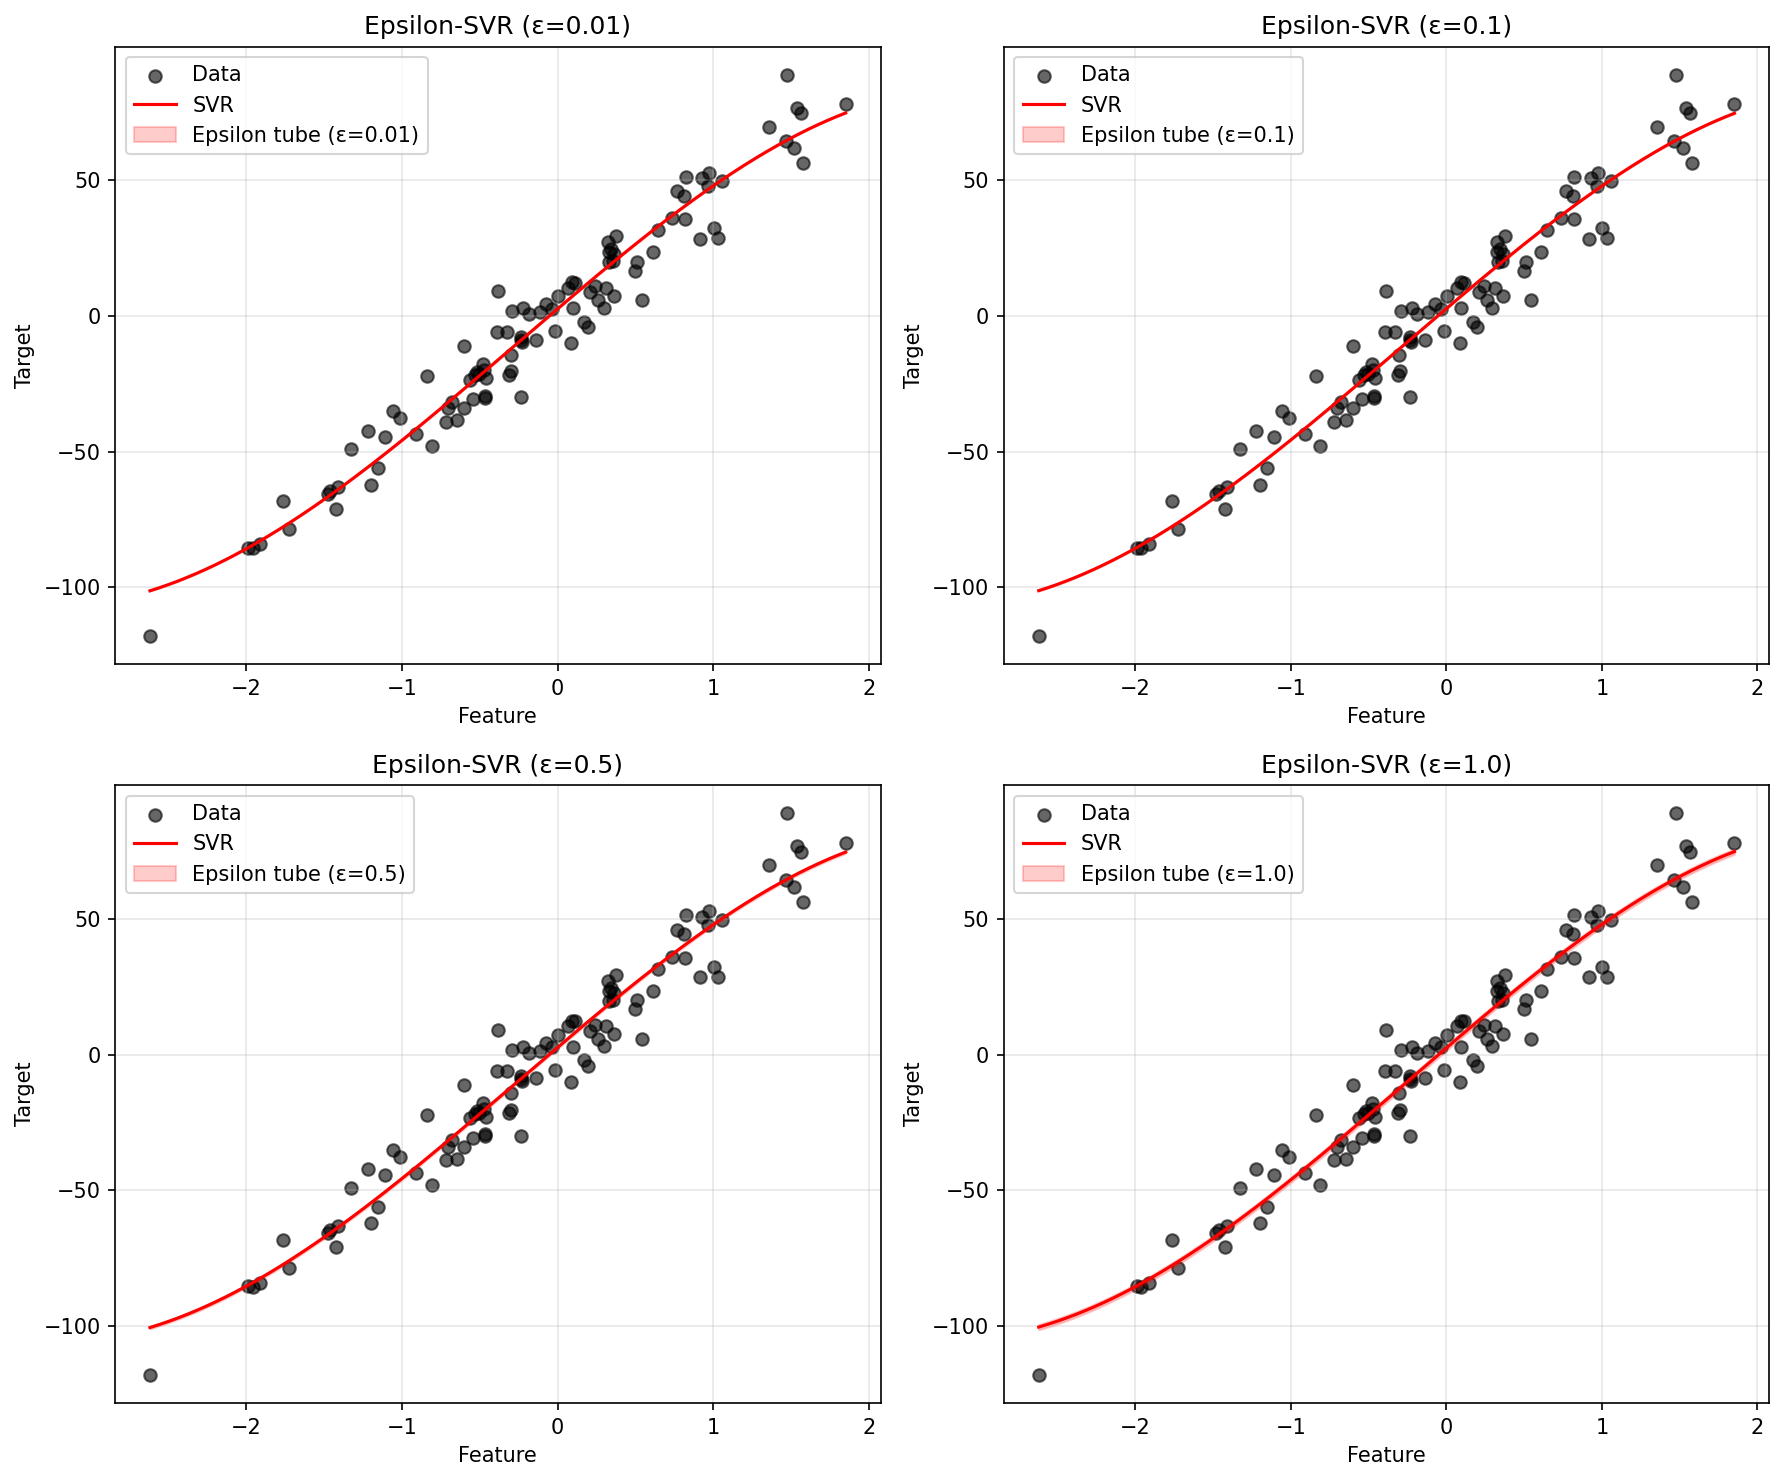 Epsilon-SVR (ε=0.01)
Data
SVR
Epsilon tube (ε=0.01)
50
0
−50
−100
Target
−2
−1
0
1
2
Feature
Epsilon-SVR (ε=0.1)
Data
SVR
Epsilon tube (ε=0.1)
50
0
−50
−100
Target
−2
−1
0
1
2
Feature
Epsilon-SVR (ε=0.5)
Data
SVR
Epsilon tube (ε=0.5)
50
0
−50
−100
Target
−2
−1
0
1
2
Feature
Epsilon-SVR (ε=1.0)
Data
SVR
Epsilon tube (ε=1.0)
50
0
−50
−100
Target
−2
−1
0
1
2
Feature